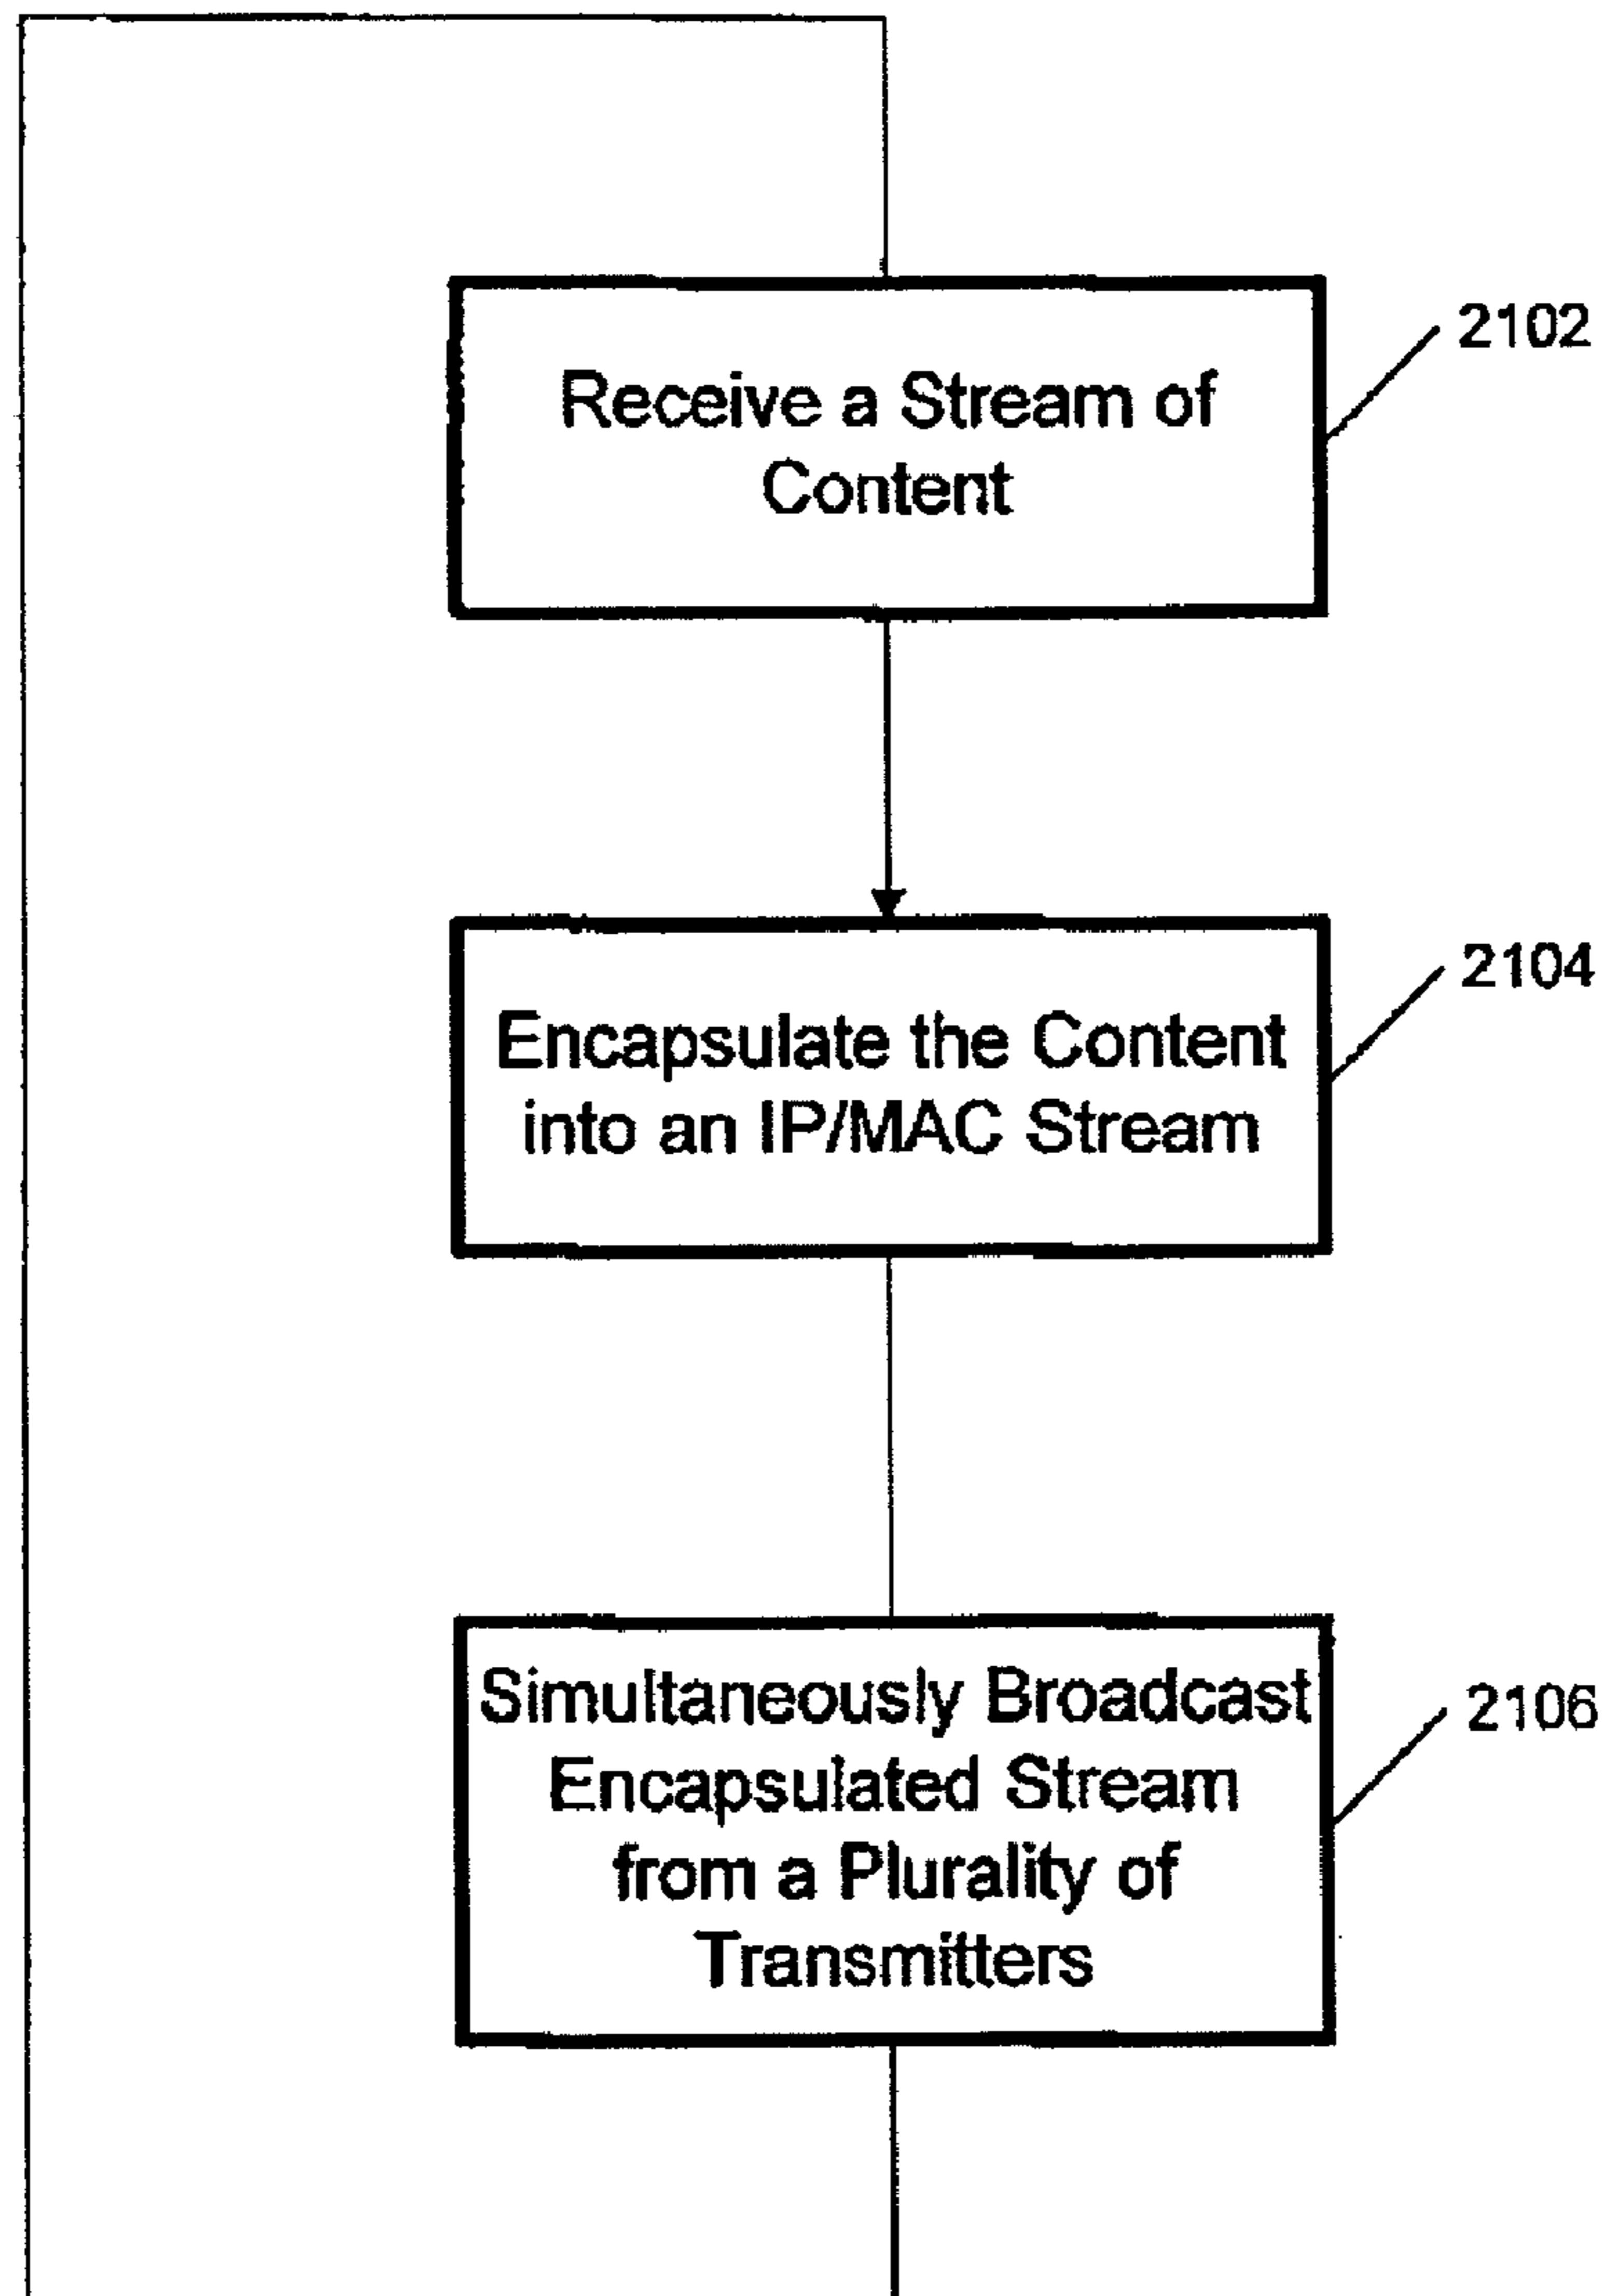 2102
Receive a Stream of
Content
2104
Encapsulate the Content
into an IP/MAC Stream
2106
Simultaneously Broadcast
Encapsulated Stream
from a Plurality of
Transmitters